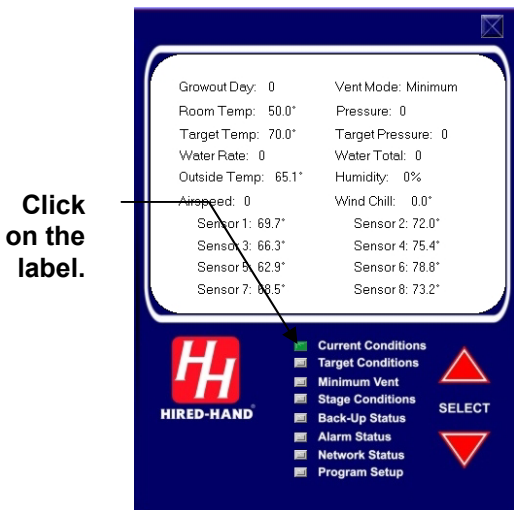 Growout Day: 0 Vent Mode: Minimum
Room Temp: 50.0° Pressure: 0
Target Temp: 70.0° Target Pressure: 0
Water Rate: 0 Water Total: 0
Outside Temp: 65.1° Humidity: 0%
Airspeed: 0 Wind Chill: 0.0°
Sensor 1: 69.7° Sensor 2: 72.0°
Sensor 3: 66.3° Sensor 4: 75.4°
Sensor 5: 62.9° Sensor 6: 78.8°
Sensor 7: 68.5° Sensor 8: 73.2°
Click
on the
label.
HH
HIRED-HAND
Current Conditions
Target Conditions
Minimum Vent
Stage Conditions
Back-Up Status
Alarm Status
Network Status
Program Setup
SELECT